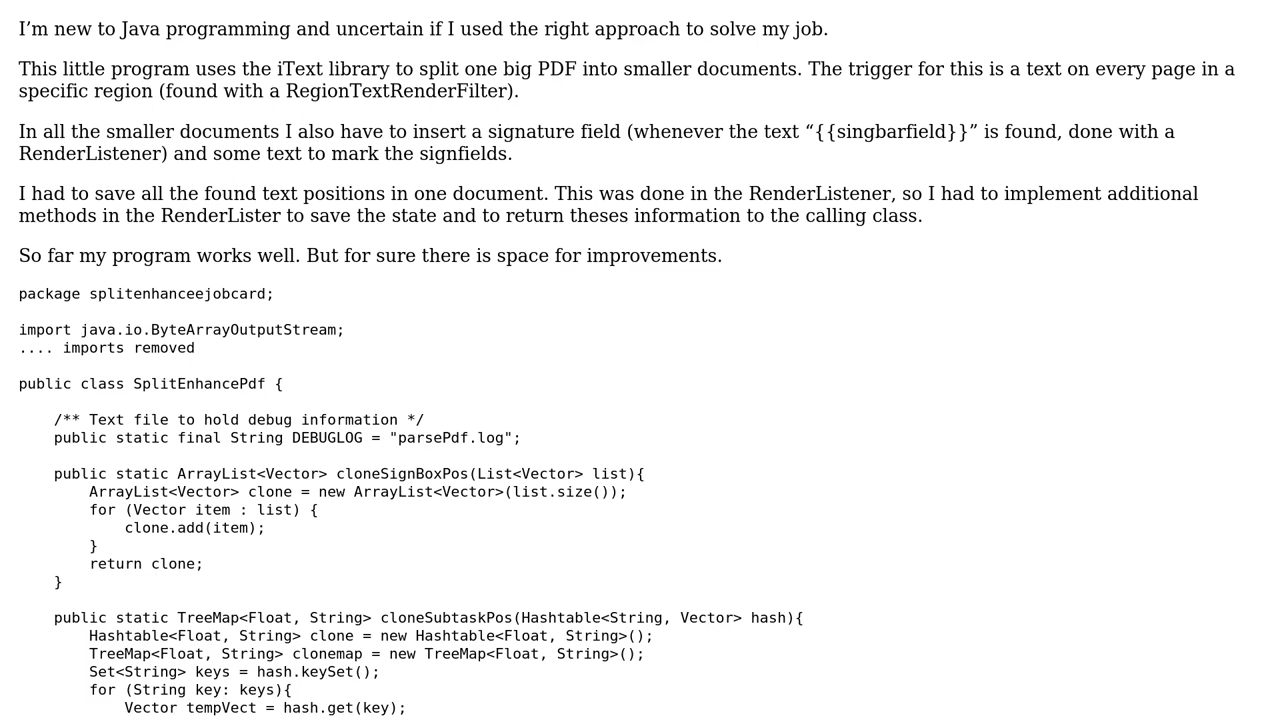 I’m new to Java programming and uncertain if I used the right approach to solve my job.
This little program uses the iText library to split one big PDF into smaller documents. The trigger for this is a text on every page in a
specific region (found with a RegionTextRenderFilter).
In all the smaller documents I also have to insert a signature field (whenever the text “{{singbarfield}}” is found, done with a
RenderListener) and some text to mark the signfields.
I had to save all the found text positions in one document. This was done in the RenderListener, so I had to implement additional
methods in the RenderLister to save the state and to return theses information to the calling class.
So far my program works well. But for sure there is space for improvements.
package splitenhanceejobcard;
import java.io.ByteArrayOutputStream;
.... imports removed
public class SplitEnhancePdf {
    /** Text file to hold debug information */
    public static final String DEBUGLOG = "parsePdf.log";
    public static ArrayList<Vector> cloneSignBoxPos(List<Vector> list){
        ArrayList<Vector> clone = new ArrayList<Vector>(list.size());
        for (Vector item : list) {
            clone.add(item);
        }
        return clone;
    }
    public static TreeMap<Float, String> cloneSubtaskPos(Hashtable<String, Vector> hash){
        Hashtable<Float, String> clone = new Hashtable<Float, String>();
        TreeMap<Float, String> clonemap = new TreeMap<Float, String>();
        Set<String> keys = hash.keySet();
        for (String key: keys){
            Vector tempVect = hash.get(key);